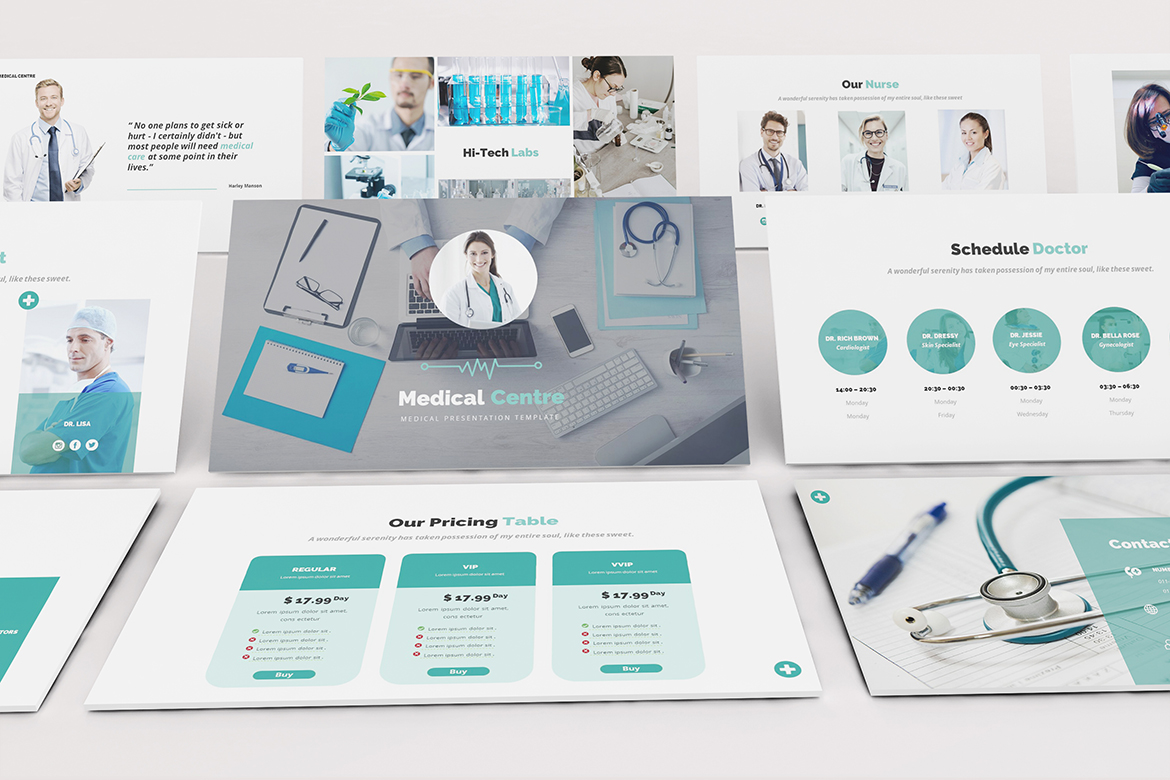 MEDICAL CENTRE
“ No one plans to get sick or
hurt - I certainly didn't - but
most people will need medical
care at some point in their
lives.”
Harley Manson
Hi-Tech Labs
Our Nurse
A wonderful serenity has taken possession of my entire soul, like these sweet
DR.
t
ul, like these sweet.
DR. LISA
Medical Centre
MEDICAL PRESENTATION TEMPLATE
Schedule Doctor
A wonderful serenity has taken possession of my entire soul, like these sweet.
DR. RICH BROWN
Cardiologist
14:00 - 20:30
Monday
Monday
DR. DRESSY
Skin Specialist
20:30 - 00:30
Monday
Friday
DR. JESSIE
Eye Specialist
00:30 - 03:30
Monday
Wednesday
DR. BELLA ROSE
Gynecologist
03:30 - 06:30
Monday
Thursday
CTORS
Our Pricing Table
A wonderful serenity has taken possession of my entire soul, like these sweet.
REGULAR
Lorem ipsum dolor sit amet
$ 17.99 Day
Lorem ipsum dolor sit amet,
cons ectetur
Lorem ipsum dolor sit .
Lorem ipsum dolor sit .
Lorem ipsum dolor sit .
Lorem ipsum dolor sit .
Buy
VIP
Lorem ipsum dolor sit amet
$ 17.99 Day
Lorem ipsum dolor sit amet,
cons ectetur
Lorem ipsum dolor sit .
Lorem ipsum dolor sit .
Lorem ipsum dolor sit .
Lorem ipsum dolor sit .
Buy
VVIP
Lorem ipsum dolor sit amet
$ 17.99 Day
Lorem ipsum dolor sit amet,
cons ectetur
Lorem ipsum dolor sit .
Lorem ipsum dolor sit .
Lorem ipsum dolor sit .
Lorem ipsum dolor sit .
Buy
Contac